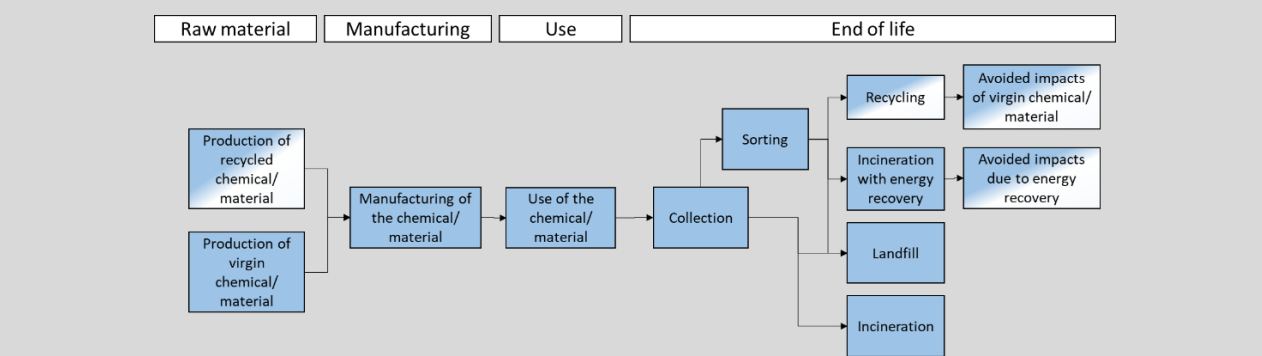 Raw material
Manufacturing
Use
End of life
Production of
recycled
chemical/
material
Production of
virgin
chemical/
material
Manufacturing of
the chemical/
material
Use of the
chemical/
material
Collection
Sorting
Recycling
Avoided impacts
of virgin chemical/
material
Incineration
with energy
recovery
Avoided impacts
due to energy
recovery
Landfill
Incineration